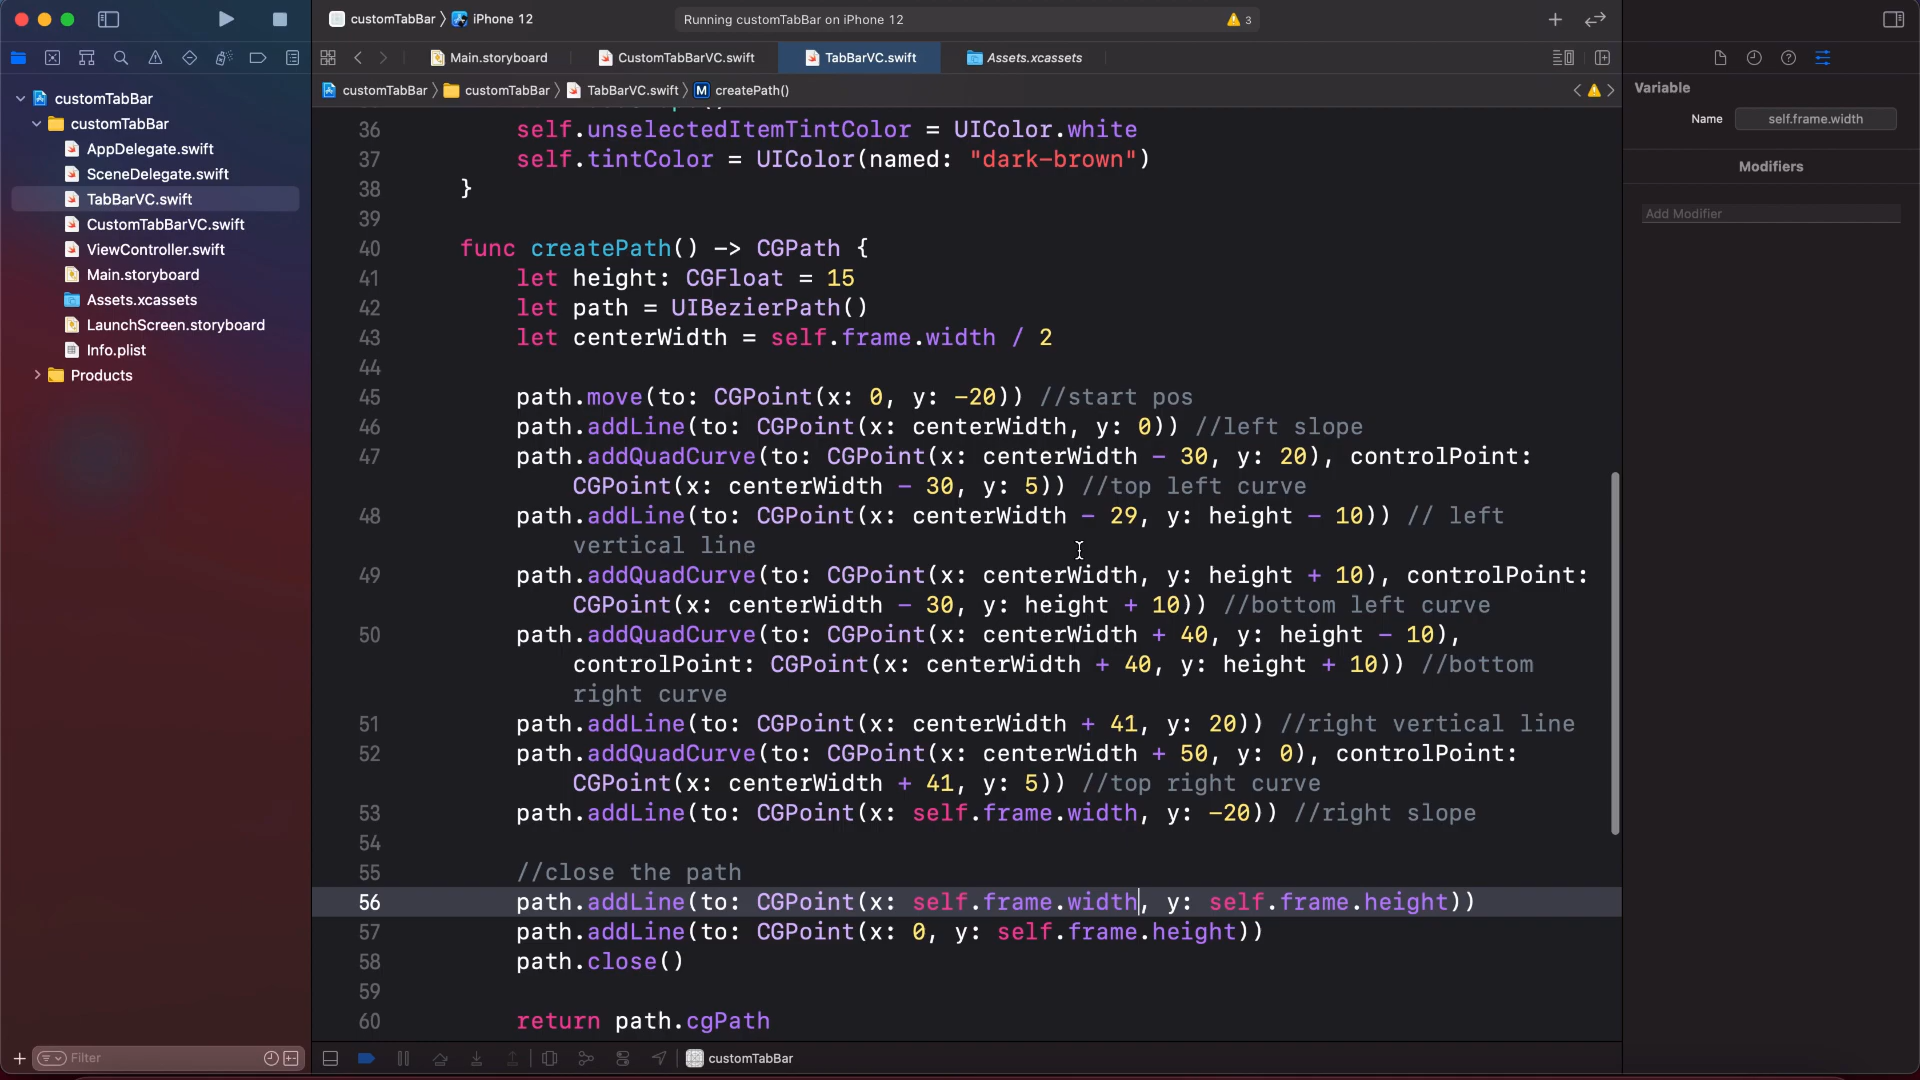 customTabBar
iPhone 12
Running customTabBar on iPhone 12
3
Main.storyboard
CustomTabBarVC.swift
TabBarVC.swift
Assets.xcassets
customTabBar
customTabBar
TabBarVC.swift
M
createPath()
Variable
Name
self.frame.width
Modifiers
Add Modifier
customTabBar
customTabBar
AppDelegate.swift
SceneDelegate.swift
TabBarVC.swift
CustomTabBarVC.swift
ViewController.swift
Main.storyboard
Assets.xcassets
LaunchScreen.storyboard
Info.plist
Products
36 self.unselectedItemTintColor = UIColor.white
37 self.tintColor = UIColor(named: "dark-brown")
38 }
39
40 func createPath() -> CGPath {
41 let height: CGFloat = 15
42 let path = UIBezierPath()
43 let centerWidth = self.frame.width / 2
44
45 path.move(to: CGPoint(x: 0, y: -20)) //start pos
46 path.addLine(to: CGPoint(x: centerWidth, y: 0)) //left slope
47 path.addQuadCurve(to: CGPoint(x: centerWidth - 30, y: 20), controlPoint:
CGPoint(x: centerWidth - 30, y: 5)) //top left curve
48 path.addLine(to: CGPoint(x: centerWidth - 29, y: height - 10)) // left
vertical line
49 path.addQuadCurve(to: CGPoint(x: centerWidth, y: height + 10), controlPoint:
CGPoint(x: centerWidth - 30, y: height + 10)) //bottom left curve
50 path.addQuadCurve(to: CGPoint(x: centerWidth + 40, y: height - 10),
controlPoint: CGPoint(x: centerWidth + 40, y: height + 10)) //bottom
right curve
51 path.addLine(to: CGPoint(x: centerWidth + 41, y: 20)) //right vertical line
52 path.addQuadCurve(to: CGPoint(x: centerWidth + 50, y: 0), controlPoint:
CGPoint(x: centerWidth + 41, y: 5)) //top right curve
53 path.addLine(to: CGPoint(x: self.frame.width, y: -20)) //right slope
54
55 //close the path
56 path.addLine(to: CGPoint(x: self.frame.width, y: self.frame.height))
57 path.addLine(to: CGPoint(x: 0, y: self.frame.height))
58 path.close()
59
60 return path.cgPath
Filter
customTabBar